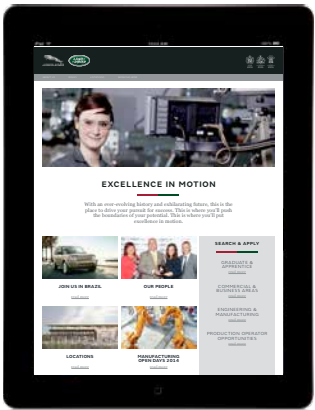 EXCELLENCE IN MOTION
With an ever-evolving history and exhilarating future, this is the
place to drive your pursuit for success. This is where you'll push
the boundaries of your potential. This is where you'll put
excellence in motion.
SEARCH & APPLY
GRADUATE &
APPRENTICE
JOIN US IN BRAZIL
OUR PEOPLE
COMMERCIAL &
BUSINESS AREAS
ENGINEERING &
MANUFACTURING
PRODUCTION OPERATOR
OPPORTUNITIES
LOCATIONS
MANUFACTURING
OPEN DAYS 2014